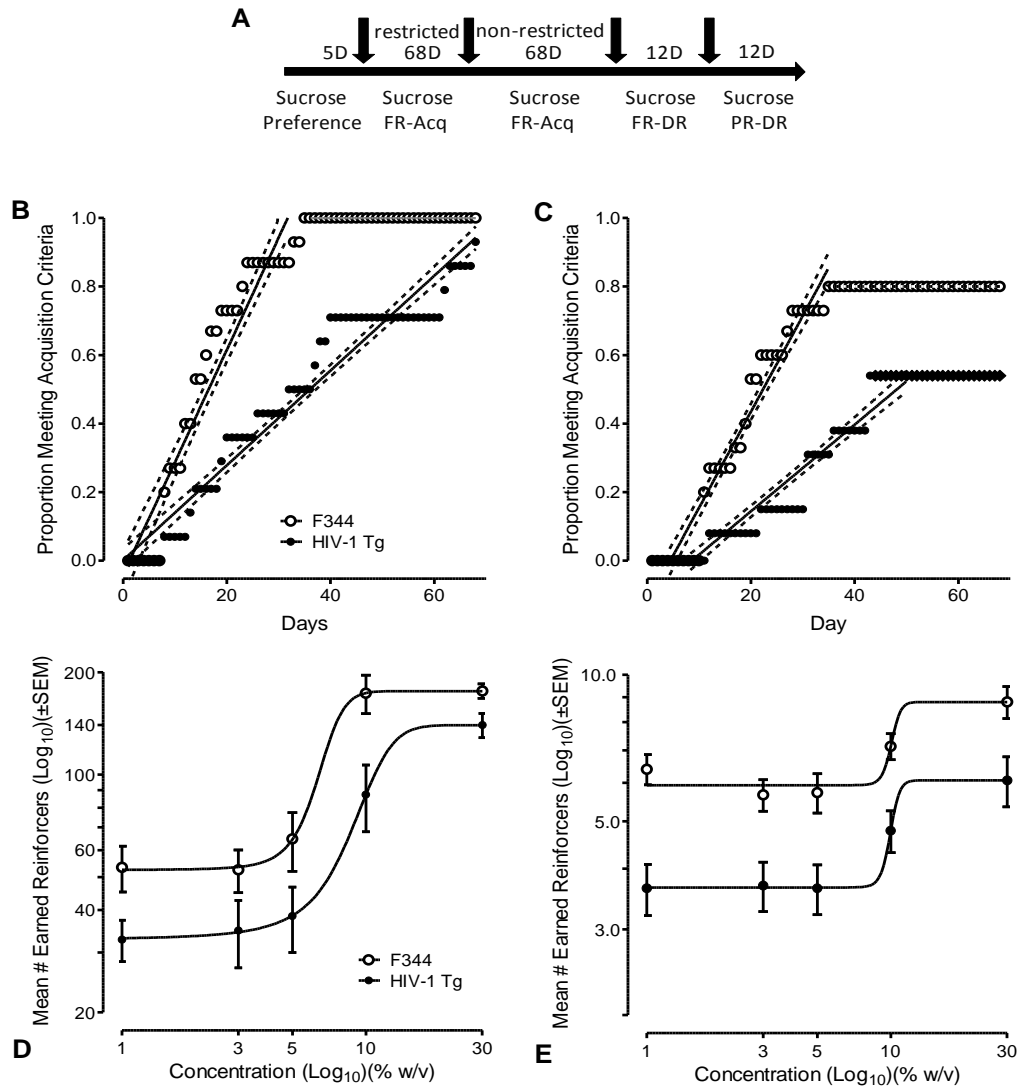 A
restricted non-restricted
5D 68D 68D 12D 12D
Sucrose Sucrose Sucrose Sucrose Sucrose
Preference FR-Acq FR-Acq FR-DR PR-DR
B
Proportion Meeting Acquisition Criteria
1.0
0.8
0.6
0.4
0.2
0.0
F344
HIV-1 Tg
0 20 40 60
Days
C
Proportion Meeting Acquisition Criteria
1.0
0.8
0.6
0.4
0.2
0.0
0 20 40 60
Day
Mean # Earned Reinforcers (Log10)(±SEM)
200
140
100
60
40
20
F344
HIV-1 Tg
1 3 5 10 30
D
Concentration (Log10)(% w/v)
Mean # Earned Reinforcers (Log10)(±SEM)
10.0
5.0
3.0
1 3 5 10 30
E
Concentration (Log10)(% w/v)